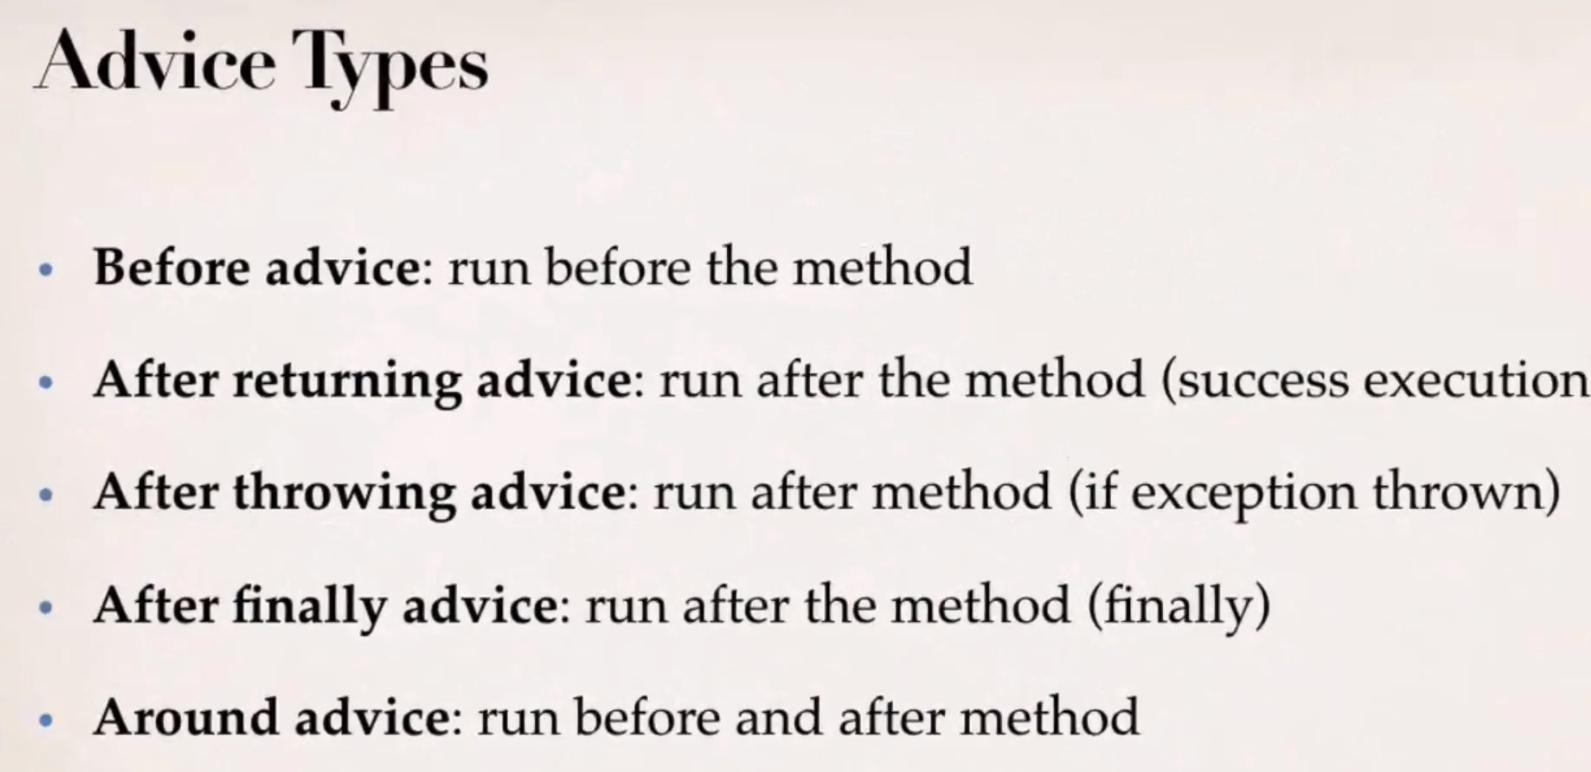 Advice Types
• Before advice: run before the method
• After returning advice: run after the method (success execution
• After throwing advice: run after method (if exception thrown)
• After finally advice: run after the method (finally)
• Around advice: run before and after method